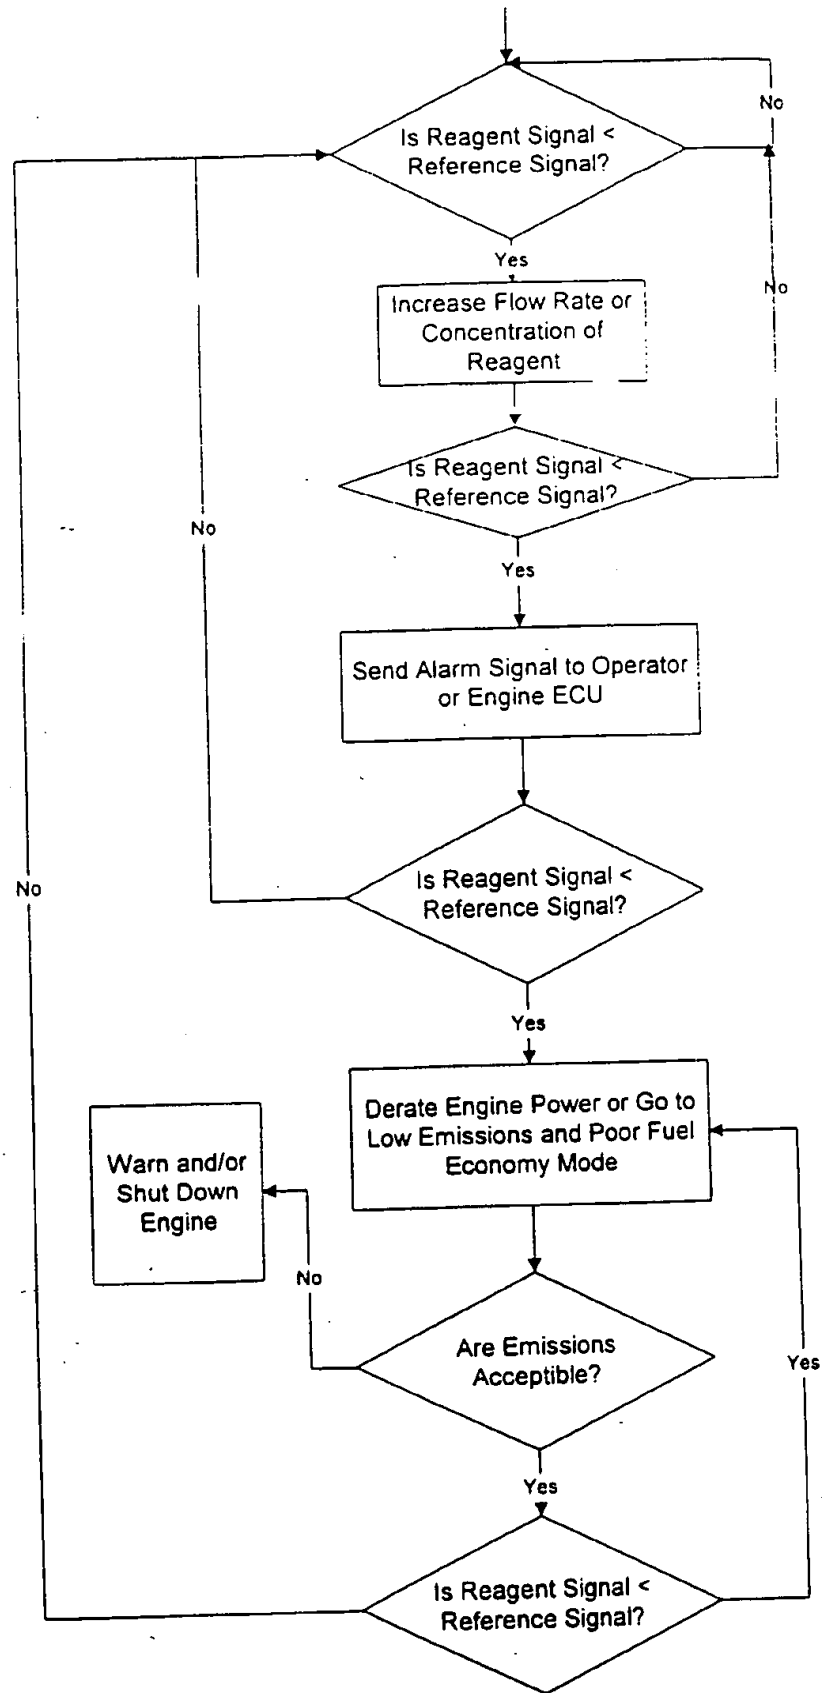 No
Is Reagent Signal <
Reference Signal?
Yes
Increase Flow Rate or
Concentration of
Reagent
No
Is Reagent Signal <
Reference Signal?
No
Yes
Send Alarm Signal to Operator
or Engine ECU
Is Reagent Signal <
Reference Signal?
No
Yes
Derate Engine Power or Go to
Low Emissions and Poor Fuel
Economy Mode
Warn and/or
Shut Down
Engine
No
Are Emissions
Acceptible?
Yes
Yes
Is Reagent Signal <
Reference Signal?